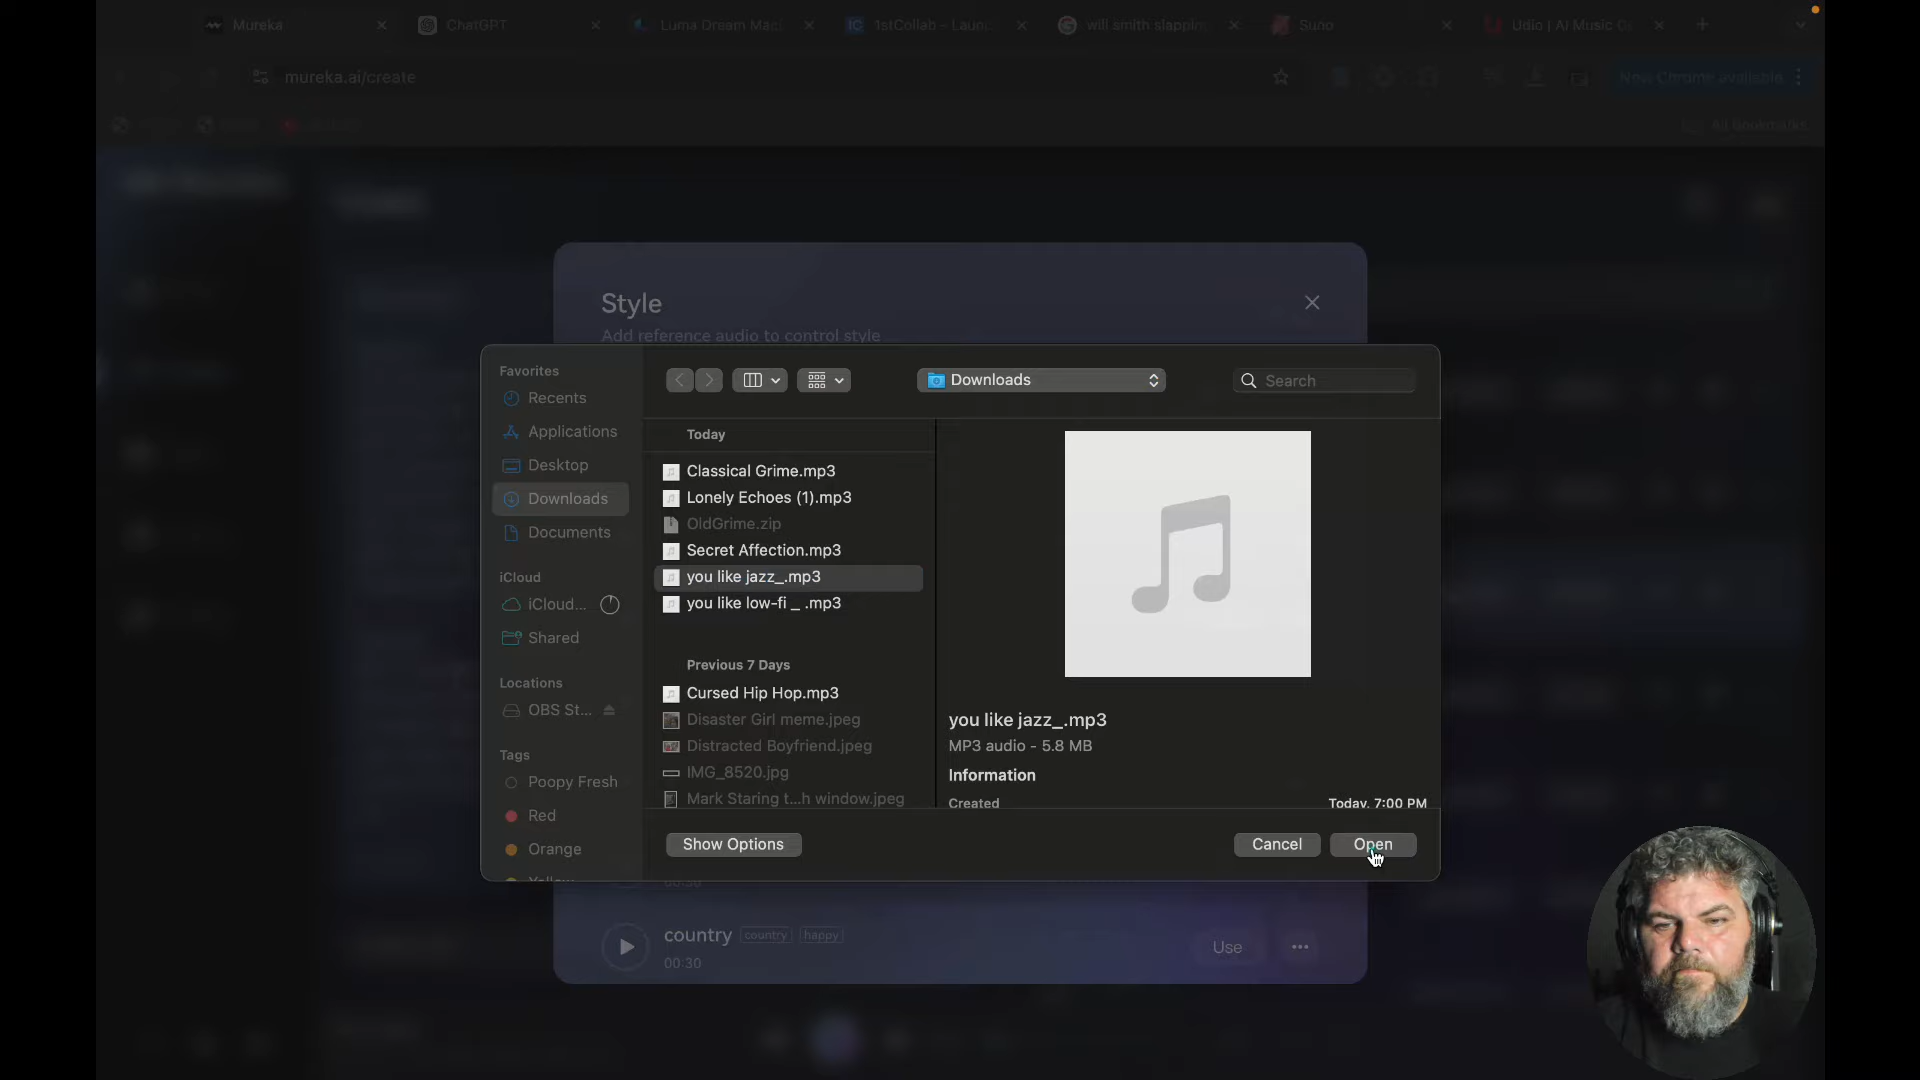 Mureka
ChatGPT
Luma Dream Mac
1stCollab - Laun
will smith slappin
Suno
Udio | AI Music C
mureka.ai/create
New Chrome available
All Bookmarks
Style
Add reference audio to control style
Favorites
Recents
Applications
Desktop
Downloads
Documents
iCloud
iCloud...
Shared
Locations
OBS St...
Tags
Poopy Fresh
Red
Orange
Yellow
Downloads
Search
Today
Classical Grime.mp3
Lonely Echoes (1).mp3
OldGrime.zip
Secret Affection.mp3
you like jazz_.mp3
you like low-fi _ .mp3
Previous 7 Days
Cursed Hip Hop.mp3
Disaster Girl meme.jpeg
Distracted Boyfriend.jpeg
IMG_8520.jpg
Mark Staring t...h window.jpeg
you like jazz_.mp3
MP3 audio - 5.8 MB
Information
Created Today, 7:00 PM
Show Options
Cancel
Open
00:30
country country happy
00:30
Use